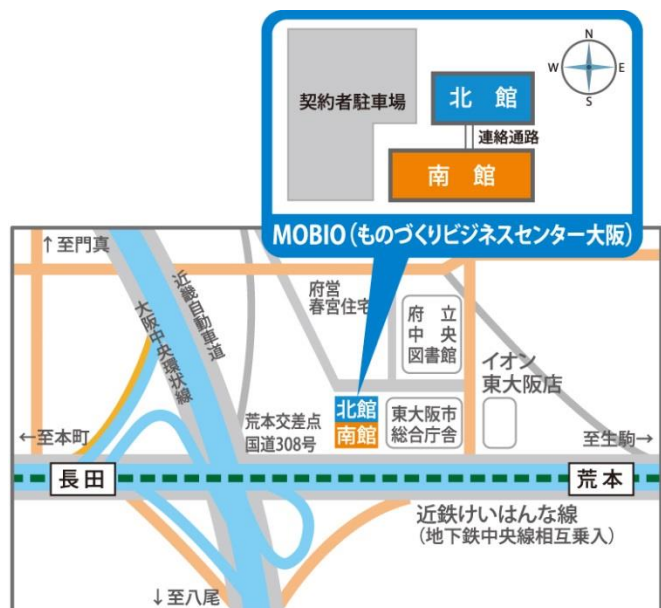 N
W
E
S
契約者駐車場
北館
連絡通路
南館
MOBIO(ものづくりビジネスセンター大阪)
↑至門真
近畿自動車道
大阪中央環状線
府営
春宮住宅
府立
中央
図書館
イオン
東大阪店
荒本交差点
国道308号
北館
南館
東大阪市
総合庁舎
←至本町
至生駒→
長田
荒本
近鉄けいはんな線
(地下鉄中央線相互乗入)
↓至八尾